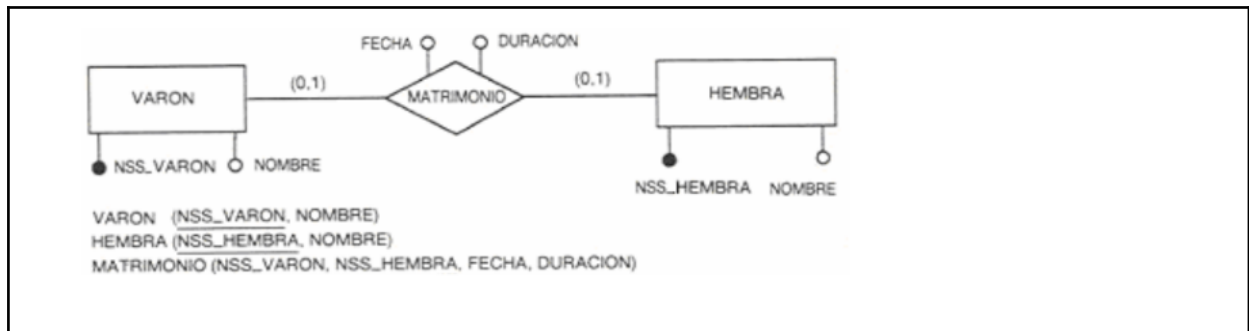 FECHA DURACION
(0,1) (0,1)
VARON MATRIMONIO HEMBRA
NSS_VARON NOMBRE
NSS_HEMBRA NOMBRE
VARON (NSS_VARON, NOMBRE)
HEMBRA (NSS_HEMBRA, NOMBRE)
MATRIMONIO (NSS_VARON, NSS_HEMBRA, FECHA, DURACION)